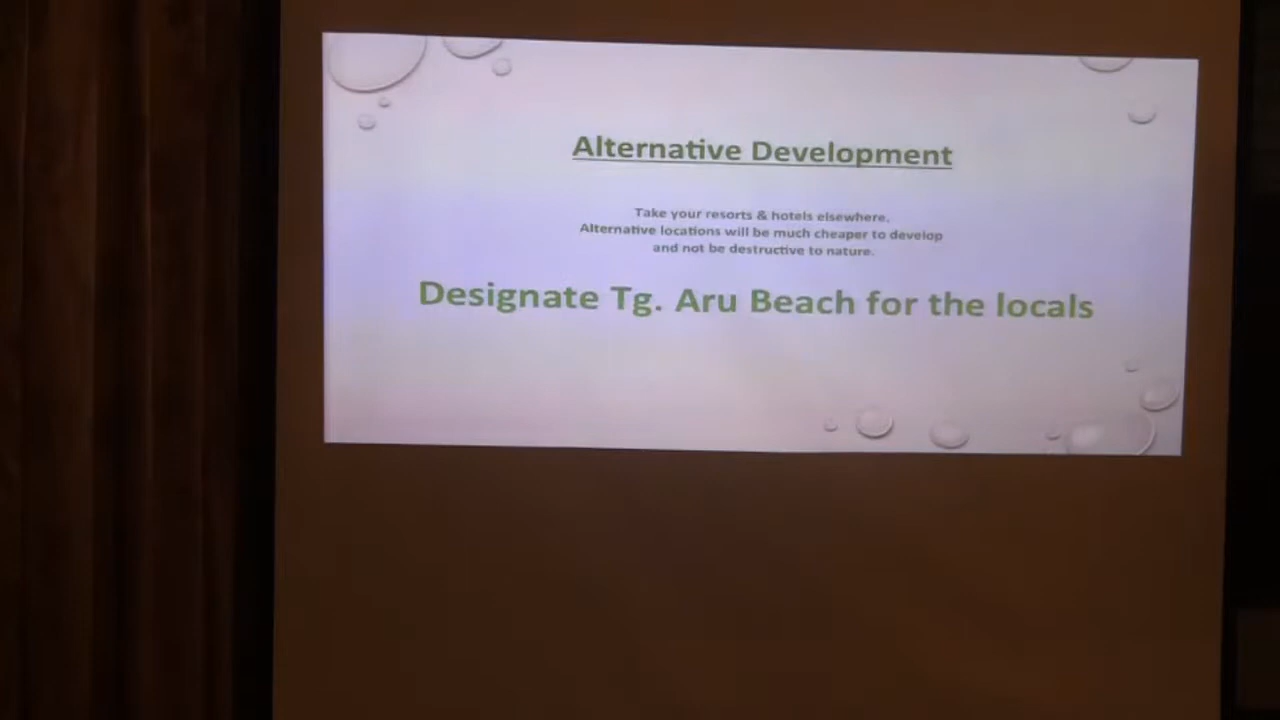 Alternative Development
Take your resorts & hotels elsewhere.
Alternative locations will be much cheaper to develop
and not be destructive to nature.
Designate Tg. Aru Beach for the locals